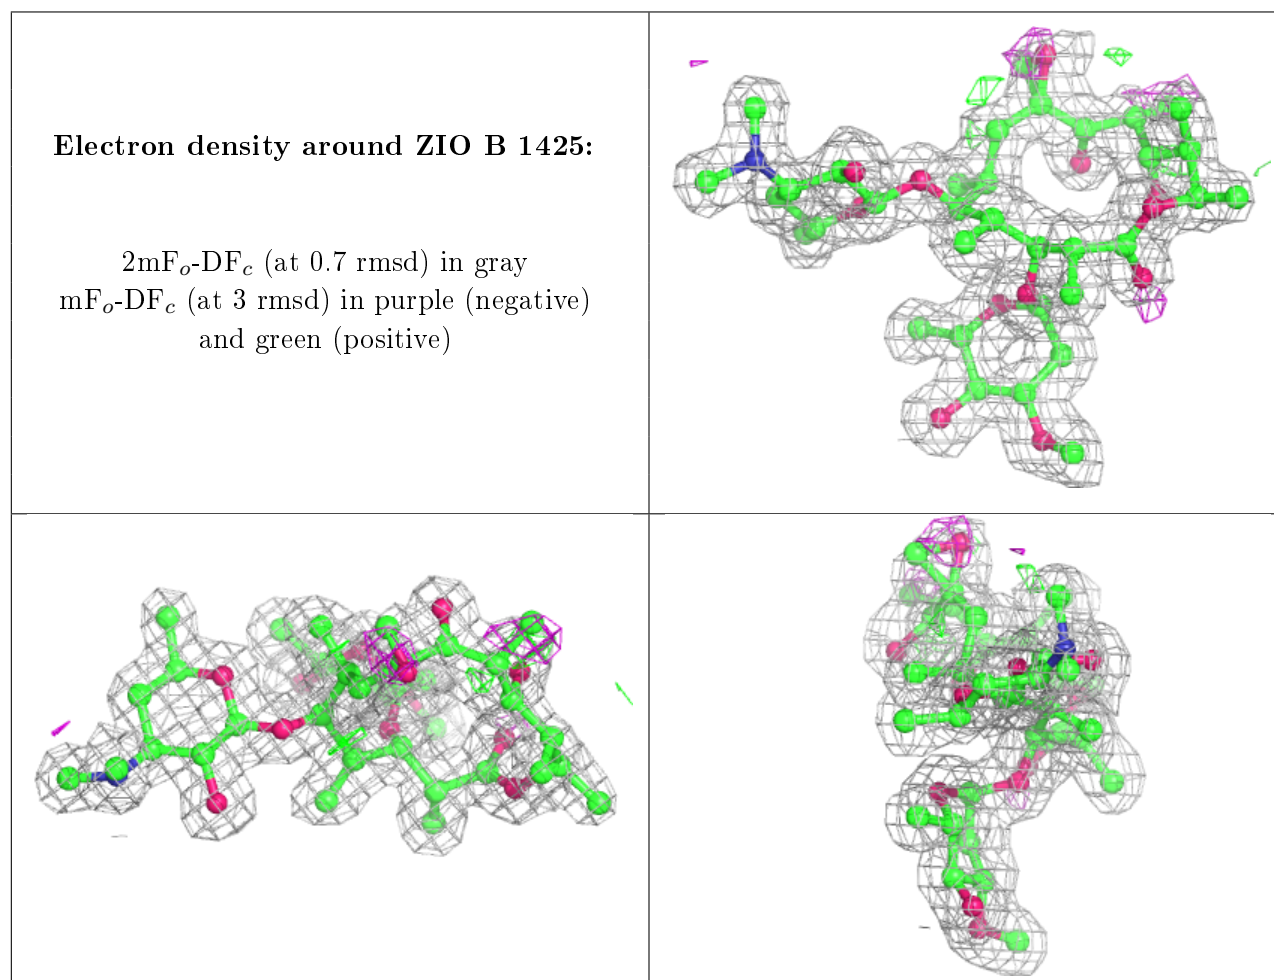 Electron density around ZIO B 1425:
2mFo-DFc (at 0.7 rmsd) in gray
mFo-DFc (at 3 rmsd) in purple (negative)
and green (positive)